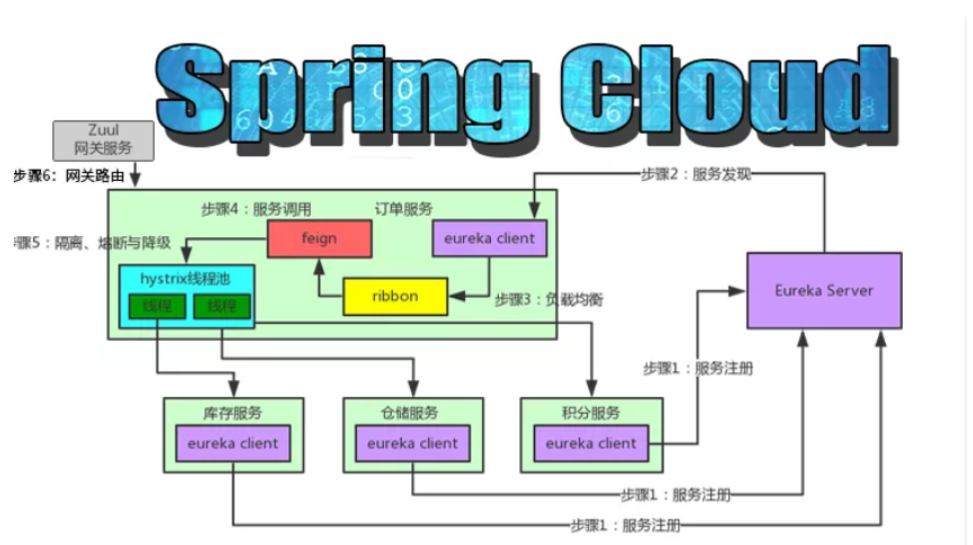 Spring Cloud
Zuul
网关服务
步骤6：网关路由
步骤2：服务发现
步骤4：服务调用
订单服务
feign
eureka client
骤5：隔离、熔断与降级
hystrix线程池
线程
线程
ribbon
步骤3：负载均衡
Eureka Server
步骤1：服务注册
库存服务
eureka client
仓储服务
eureka client
积分服务
eureka client
步骤1：服务注册
步骤1：服务注册